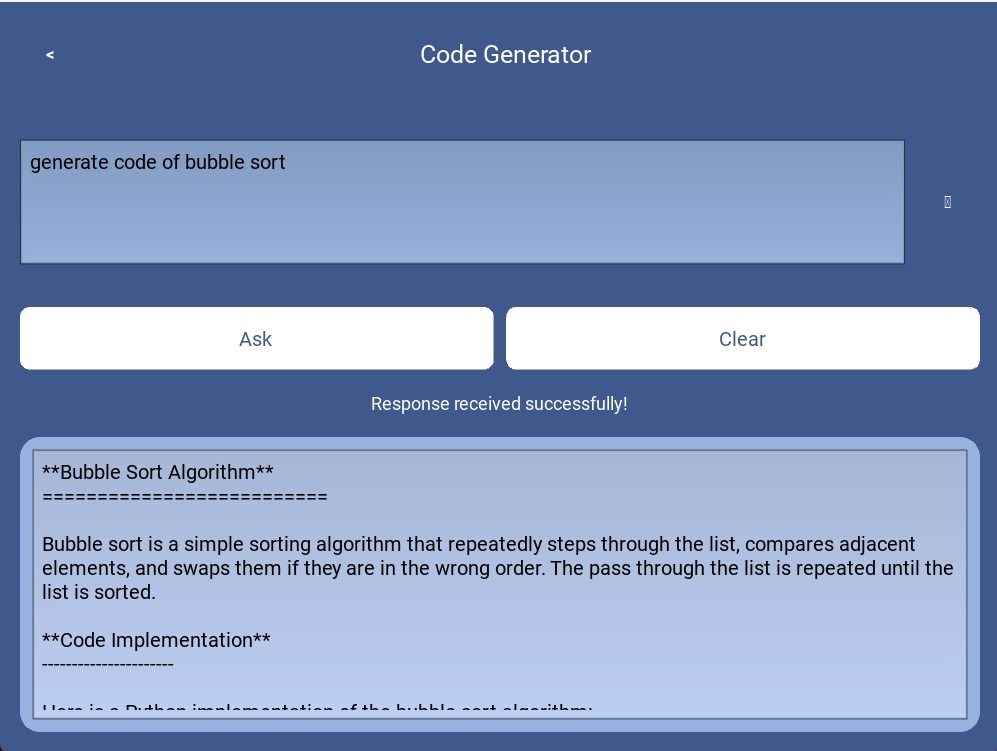 <
Code Generator
generate code of bubble sort
Ask
Clear
Response received successfully!
**Bubble Sort Algorithm**
==========================
Bubble sort is a simple sorting algorithm that repeatedly steps through the list, compares adjacent
elements, and swaps them if they are in the wrong order. The pass through the list is repeated until the
list is sorted.
**Code Implementation**
----------------------
Here is a Python implementation of the bubble sort algorithm: